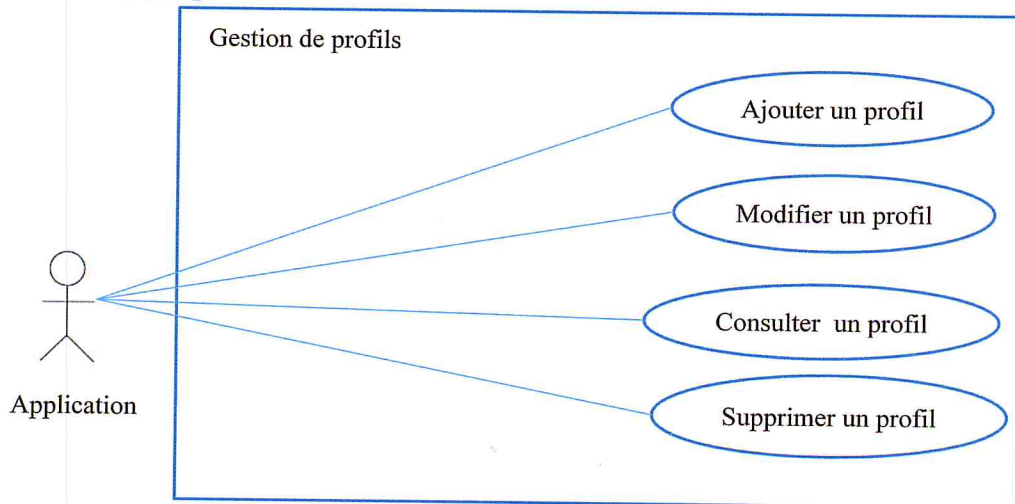 Gestion de profils
Ajouter un profil
Modifier un profil
Consulter un profil
Application
Supprimer un profil